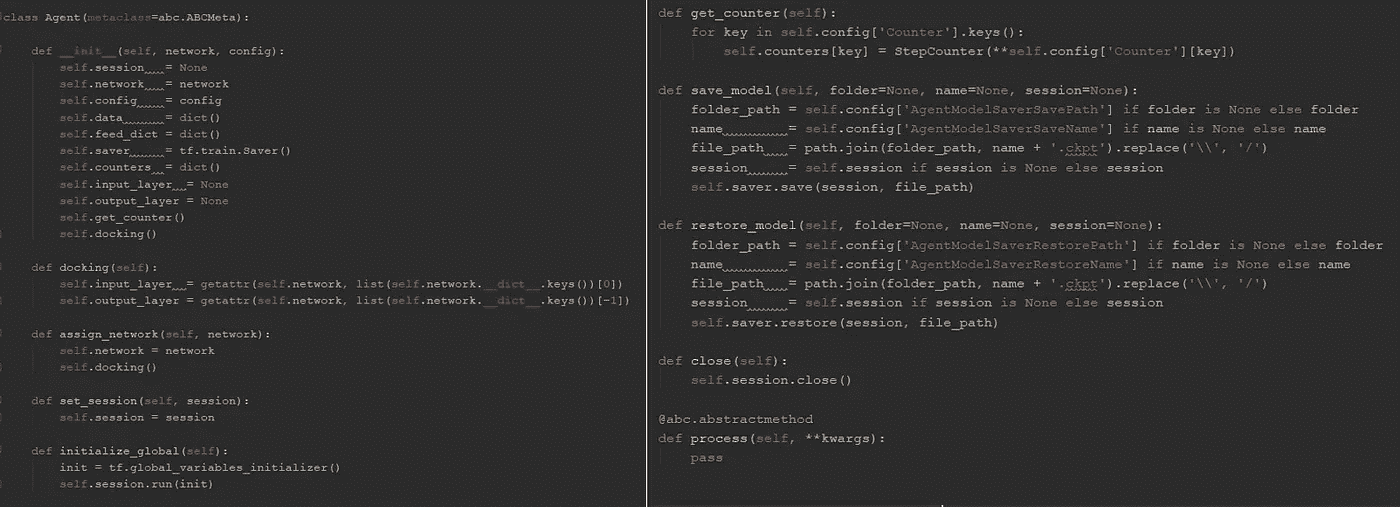 class Agent(metaclass=abc.ABCMeta):
def __init__(self, network, config):
self.session = None
self.network = network
self.config = config
self.data = dict()
self.feed_dict = dict()
self.saver = tf.train.Saver()
self.counters = dict()
self.input_layer = None
self.output_layer = None
self.get_counter()
self.docking()
def docking(self):
self.input_layer = getattr(self.network, list(self.network.__dict__.keys())[0])
self.output_layer = getattr(self.network, list(self.network.__dict__.keys())[-1])
def assign_network(self, network):
self.network = network
self.docking()
def set_session(self, session):
self.session = session
def initialize_global(self):
init = tf.global_variables_initializer()
self.session.run(init)
def get_counter(self):
for key in self.config['Counter'].keys():
self.counters[key] = StepCounter(**self.config['Counter'][key])
def save_model(self, folder=None, name=None, session=None):
folder_path = self.config['AgentModelSaverSavePath'] if folder is None else folder
name = self.config['AgentModelSaverSaveName'] if name is None else name
file_path = path.join(folder_path, name + '.ckpt').replace('\\', '/')
session = self.session if session is None else session
self.saver.save(session, file_path)
def restore_model(self, folder=None, name=None, session=None):
folder_path = self.config['AgentModelSaverRestorePath'] if folder is None else folder
name = self.config['AgentModelSaverRestoreName'] if name is None else name
file_path = path.join(folder_path, name + '.ckpt').replace('\\', '/')
session = self.session if session is None else session
self.saver.restore(session, file_path)
def close(self):
self.session.close()
@abc.abstractmethod
def process(self, **kwargs):
pass